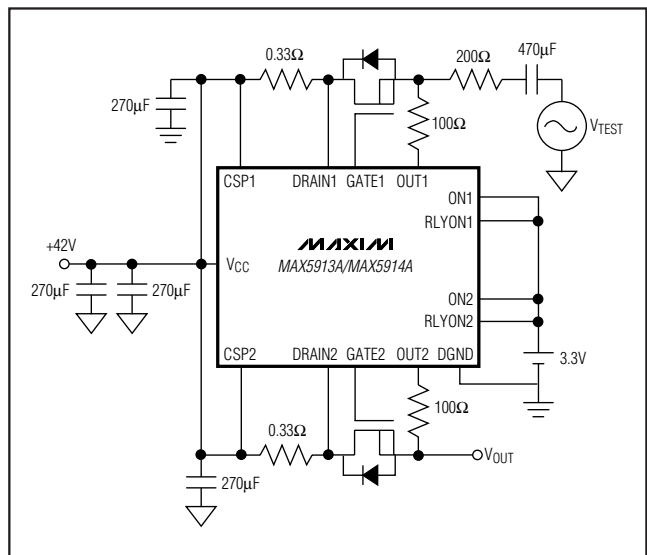 0.33Ω
200Ω
470µF
270µF
100Ω
VTEST
CSP1 DRAIN1 GATE1 OUT1
ON1
RLYON1
+42V
VCC
MAXIM
MAX5913A/MAX5914A
270µF
270µF
ON2
RLYON2
CSP2 DRAIN2 GATE2 OUT2 DGND
3.3V
100Ω
0.33Ω
VOUT
270µF